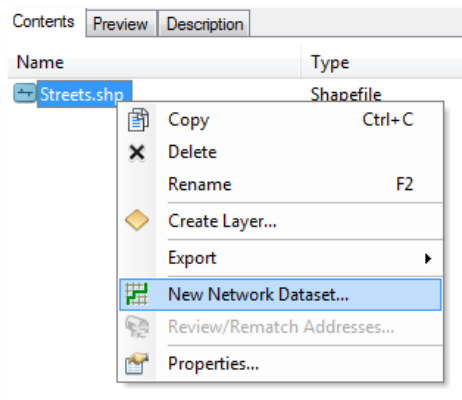 Contents Preview Description
Name Type
Streets.shp Shapefile
Copy Ctrl+C
Delete
Rename F2
Create Layer...
Export
New Network Dataset...
Review/Rematch Addresses...
Properties...